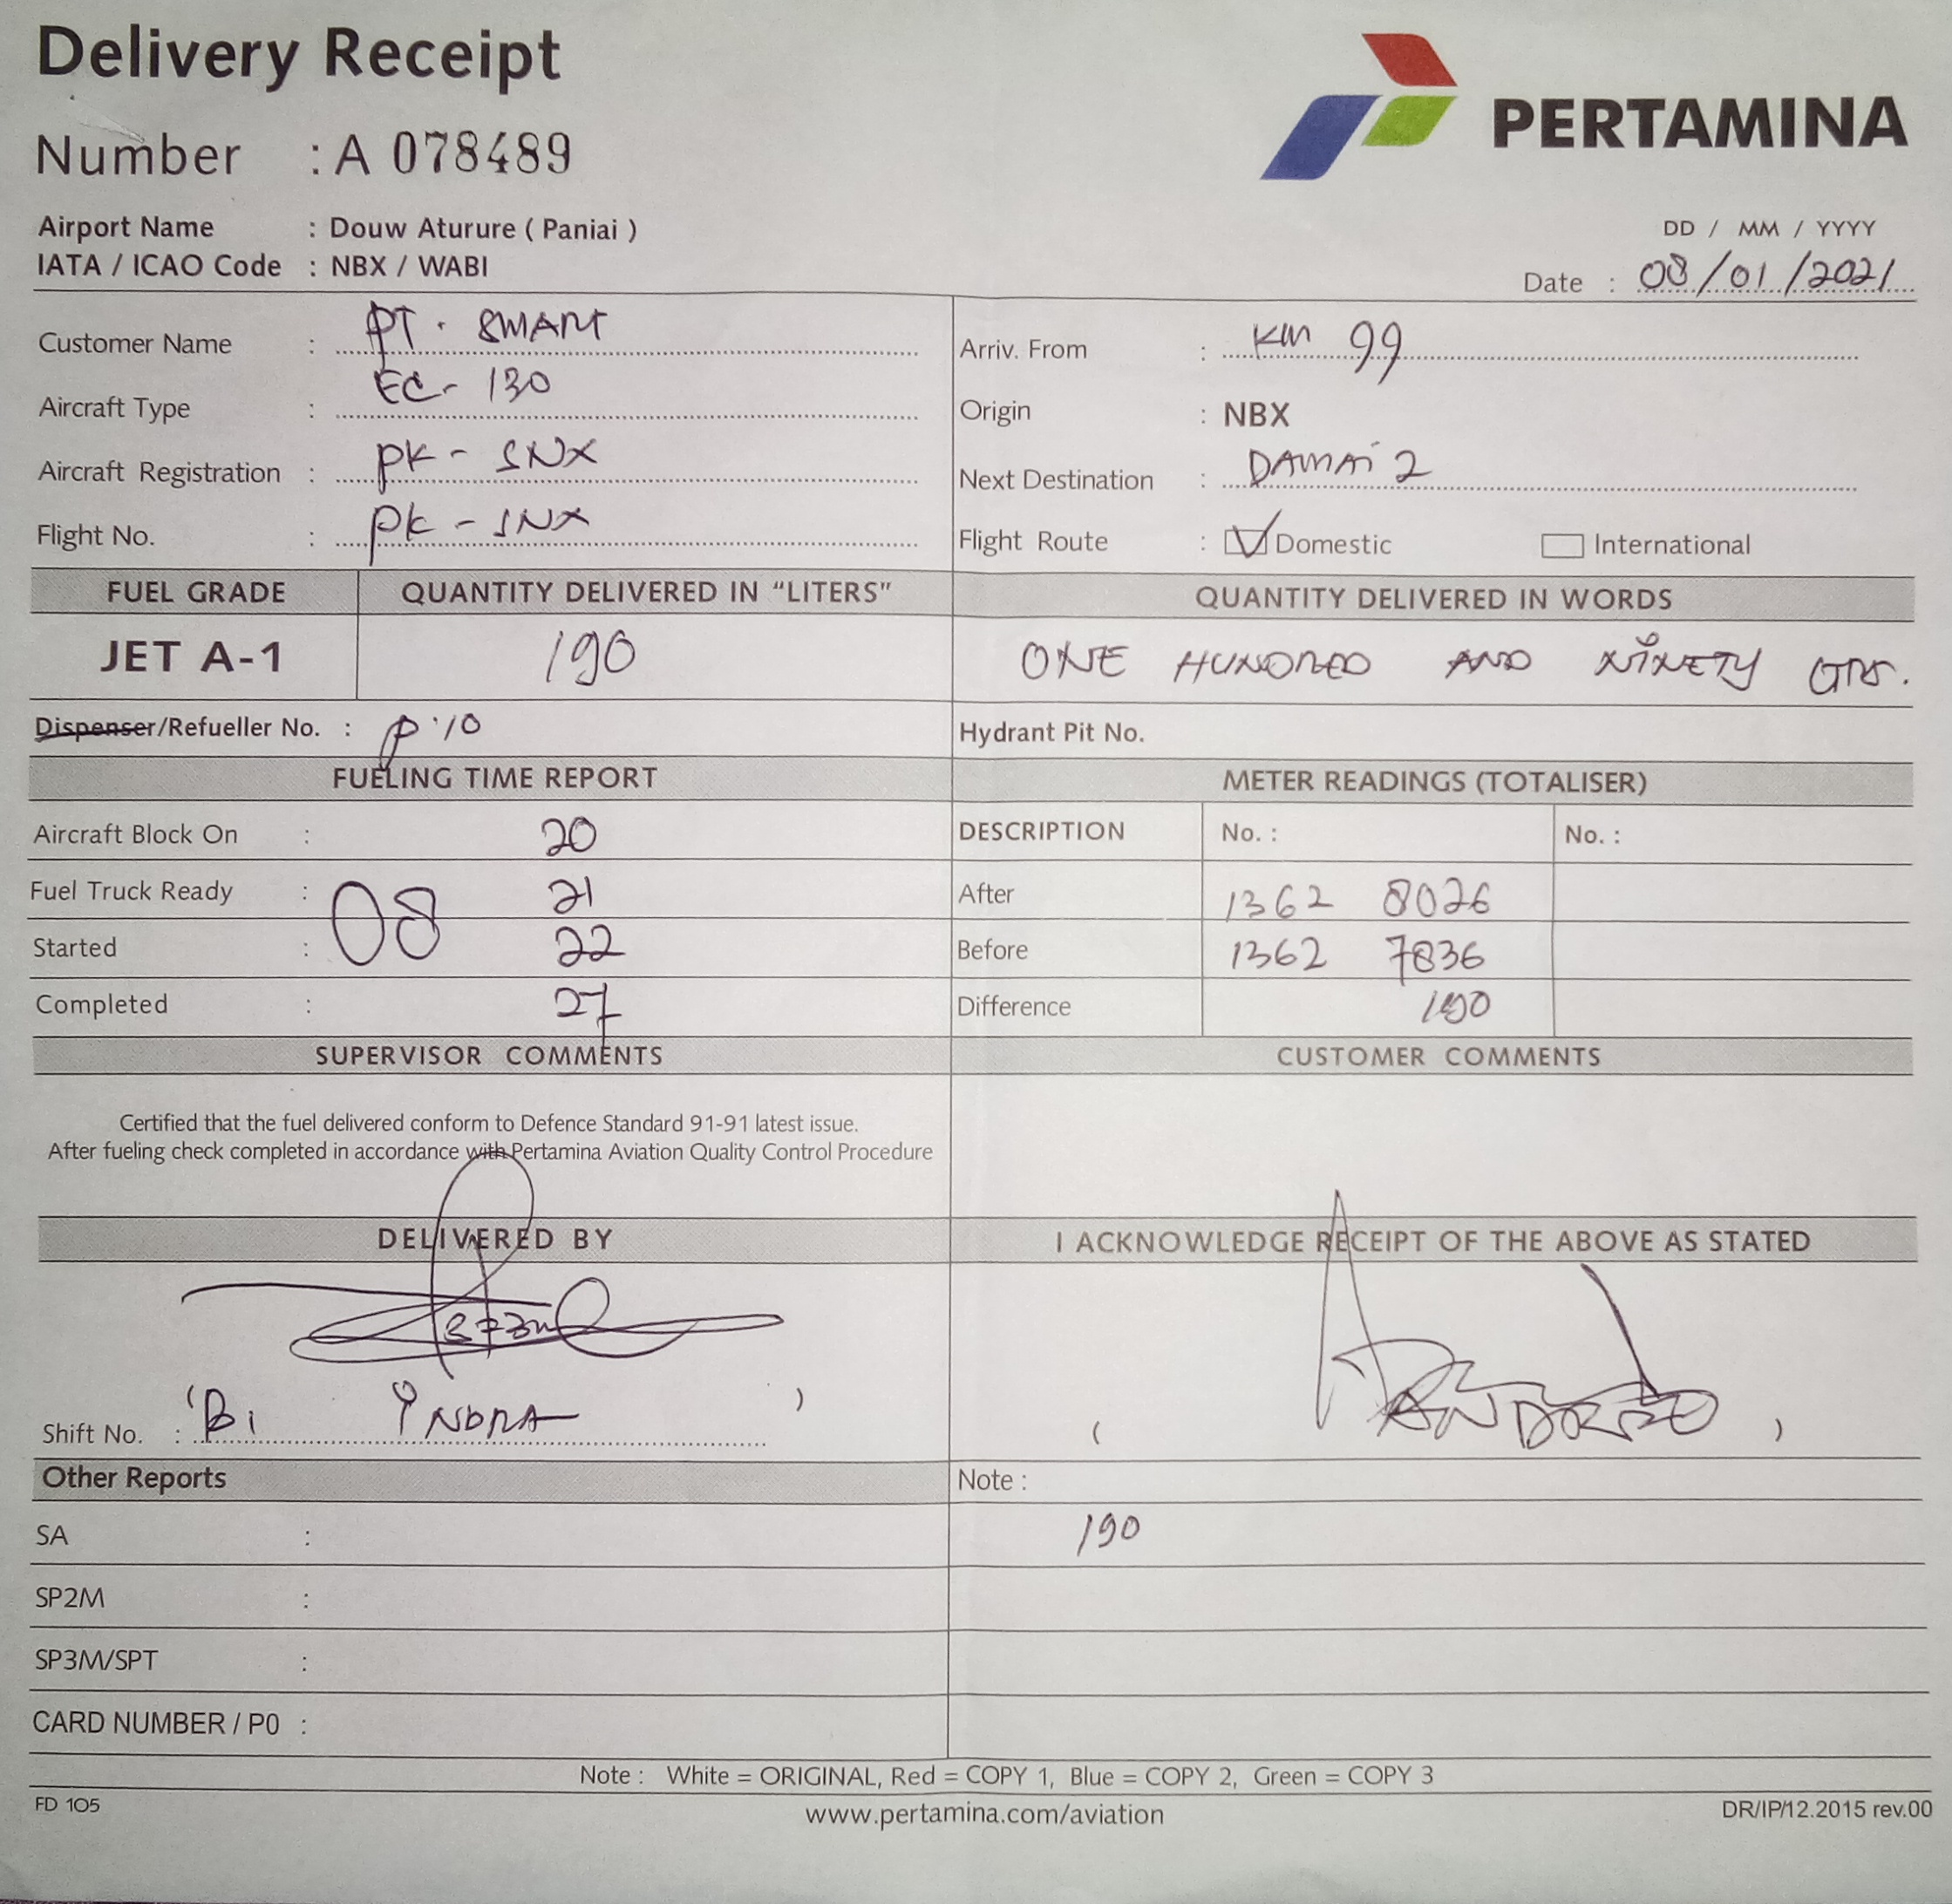 Delivery Receipt
PERTAMINA
Number : A 078489
Airport Name : Douw Aturure ( Paniai )
IATA / ICAO Code : NBX / WABI
DD / MM / YYYY
Date : 08/01/2021
Customer Name : PT. SMART
Aircraft Type : EC-130
Aircraft Registration : PK-SNX
Flight No. : PK-SNX
Arriv. From : KM 99
Origin : NBX
Next Destination : DAMAI 2
Flight Route : Domestic International
FUEL GRADE QUANTITY DELIVERED IN “LITERS” QUANTITY DELIVERED IN WORDS
JET A-1 190 ONE HUNDRED AND NINETY LTRS.
Dispenser/Refueller No. : P.10 Hydrant Pit No.
FUELING TIME REPORT
Aircraft Block On : 20
Fuel Truck Ready : 08 21
Started : 22
Completed : 27
METER READINGS (TOTALISER)
DESCRIPTION No. : No. :
After 1362 8026
Before 1362 7836
Difference 190
SUPERVISOR COMMENTS CUSTOMER COMMENTS
Certified that the fuel delivered conform to Defence Standard 91-91 latest issue.
After fueling check completed in accordance with Pertamina Aviation Quality Control Procedure
DELIVERED BY I ACKNOWLEDGE RECEIPT OF THE ABOVE AS STATED
Shift No. : (B1 INDRA ) ( )
Other Reports Note :
SA : 190
SP2M :
SP3M/SPT :
CARD NUMBER / P0 :
Note : White = ORIGINAL, Red = COPY 1, Blue = COPY 2, Green = COPY 3
FD 105 www.pertamina.com/aviation DR/IP/12.2015 rev.00